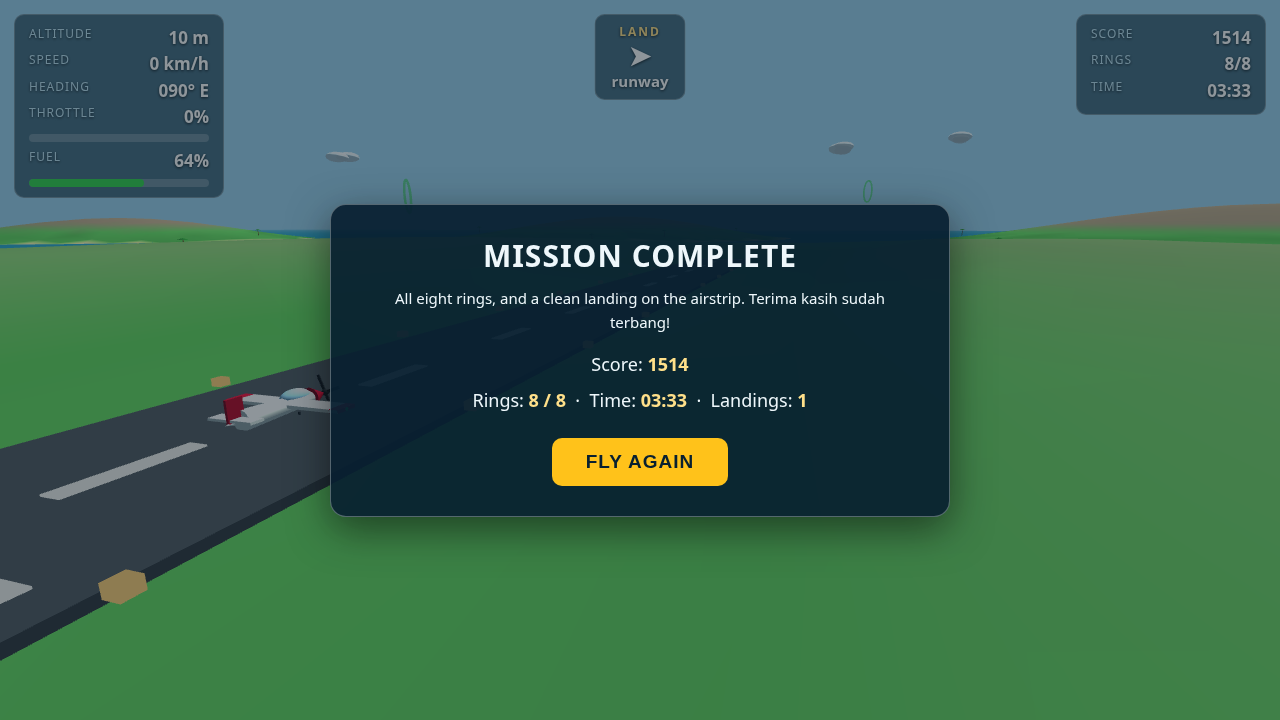 ALTITUDE 10 m
SPEED 0 km/h
HEADING 090° E
THROTTLE 0%
FUEL 64%
LAND
runway
SCORE 1514
RINGS 8/8
TIME 03:33
MISSION COMPLETE
All eight rings, and a clean landing on the airstrip. Terima kasih sudah
terbang!
Score: 1514
Rings: 8 / 8 · Time: 03:33 · Landings: 1
FLY AGAIN